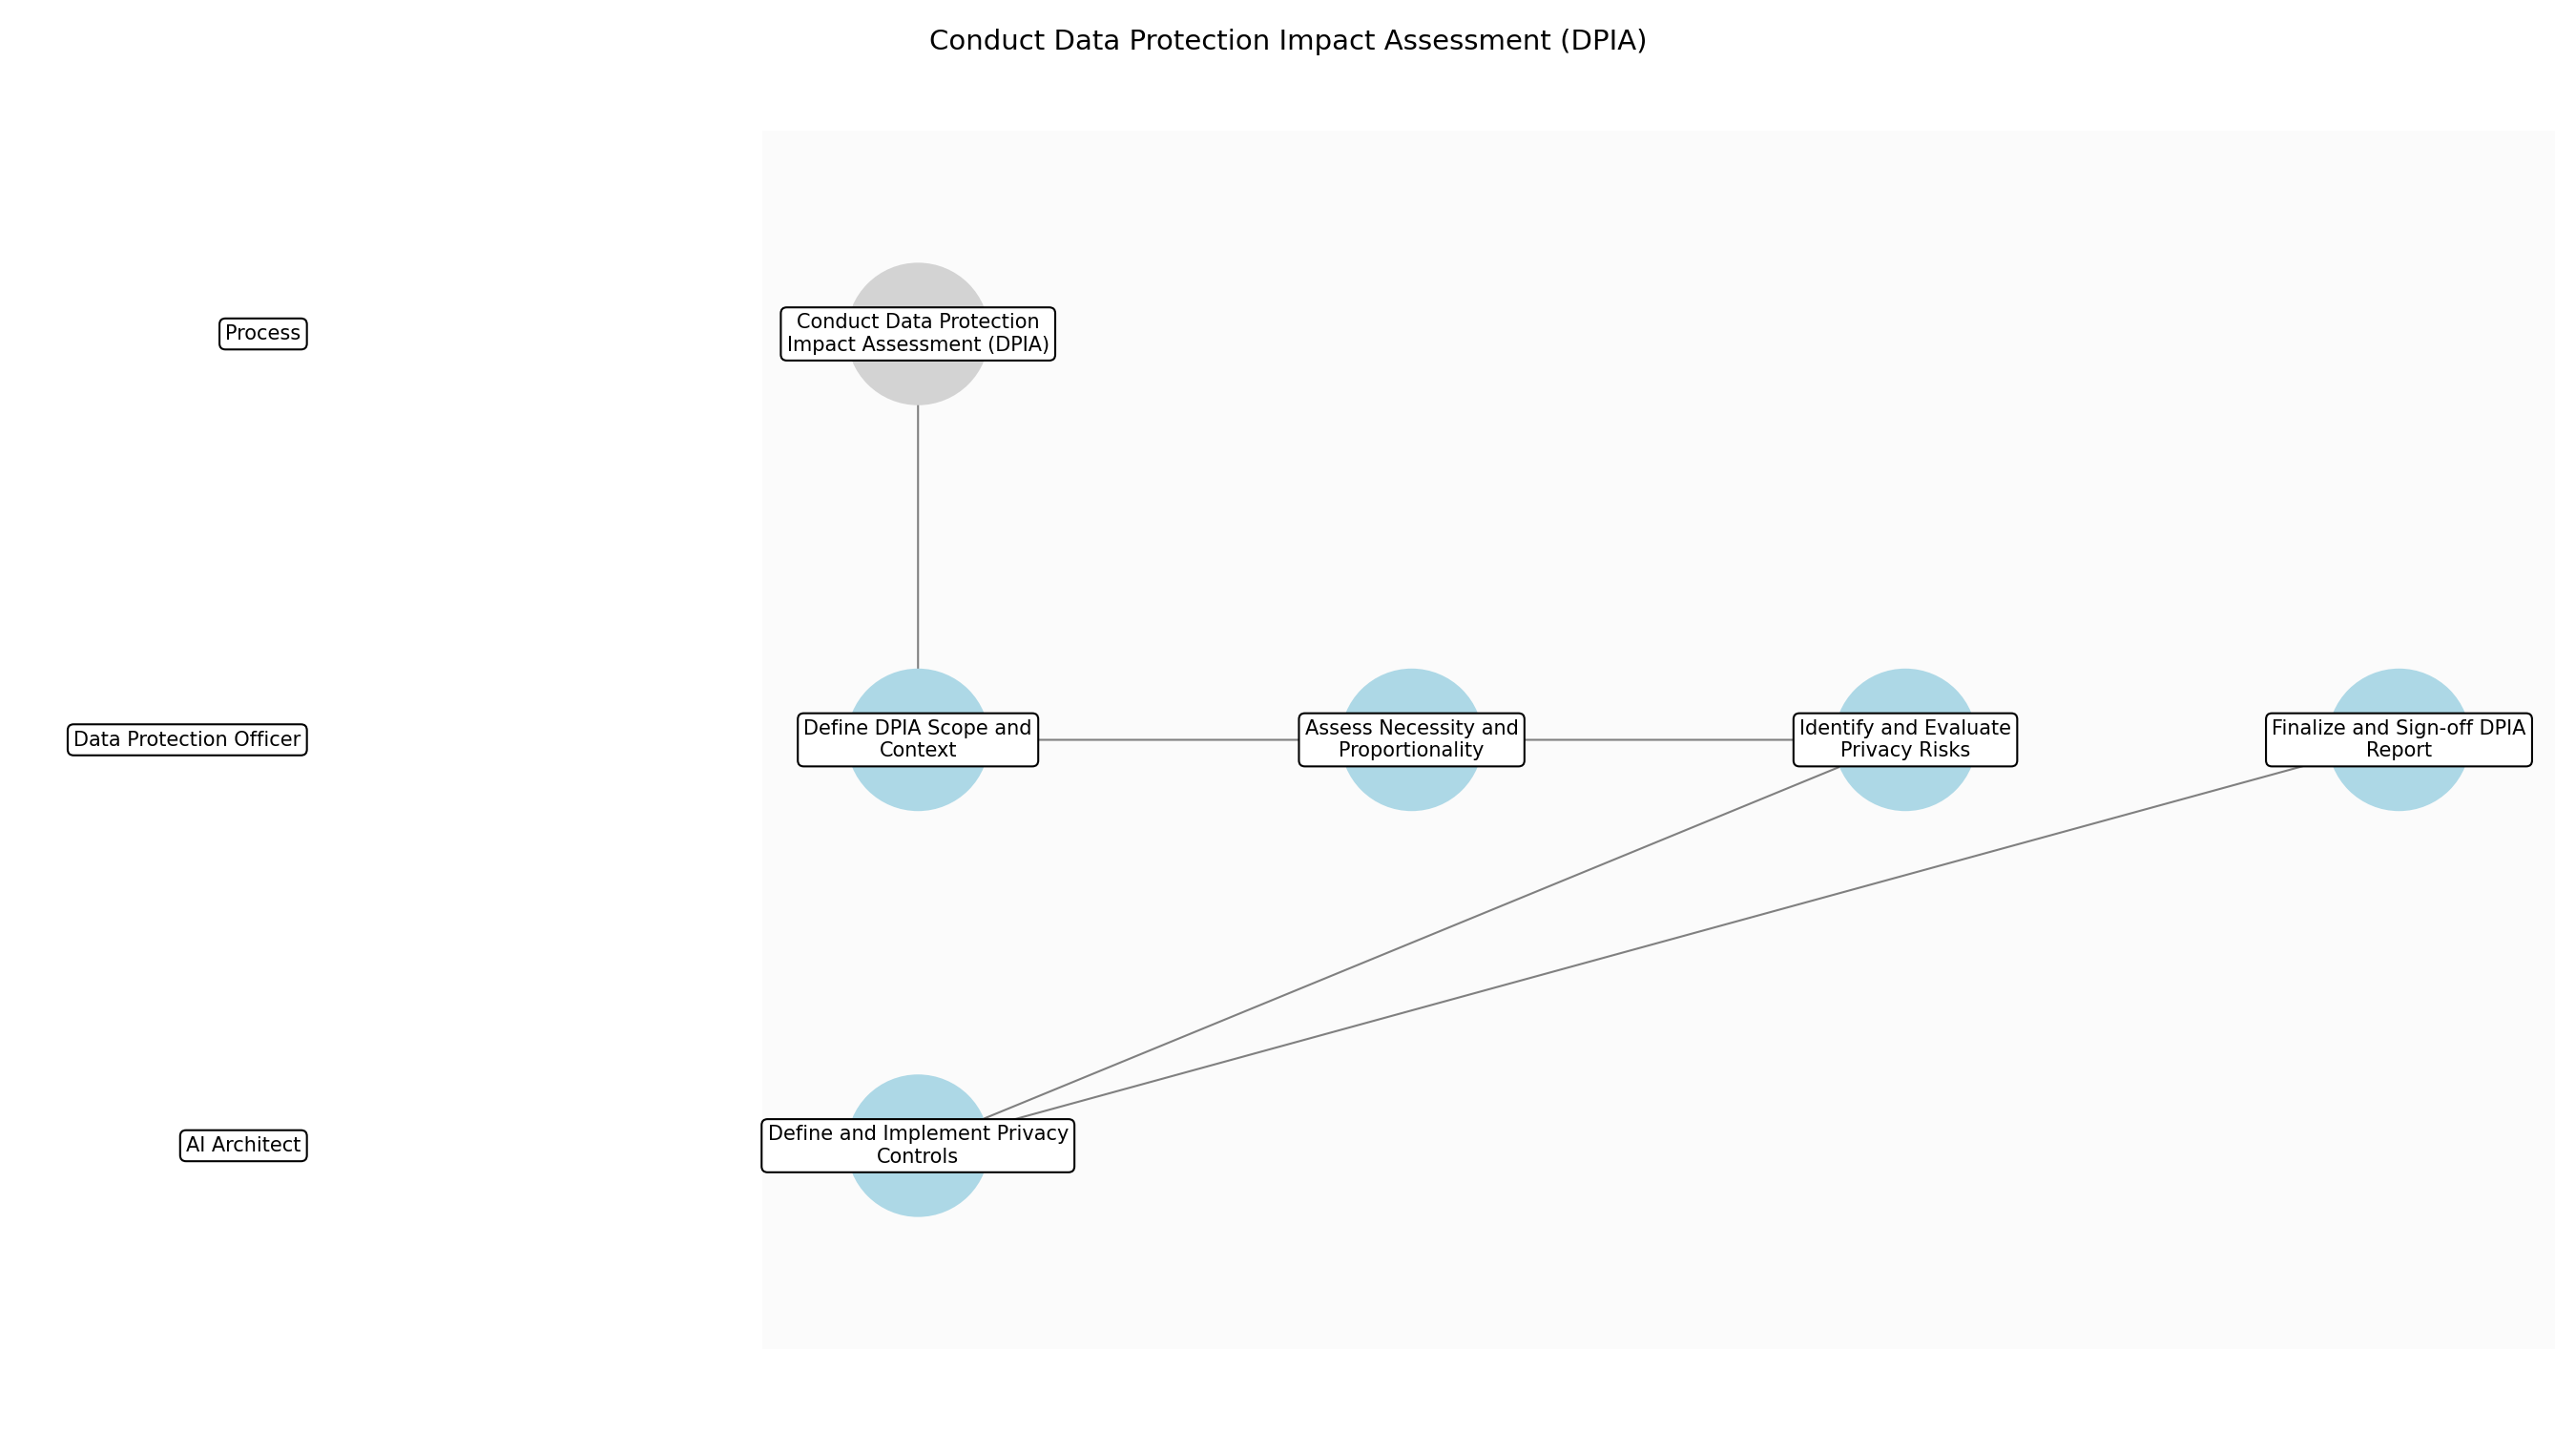 Conduct Data Protection Impact Assessment (DPIA)
Process
Conduct Data Protection
Impact Assessment (DPIA)
Data Protection Officer
Define DPIA Scope and
Context
Assess Necessity and
Proportionality
Identify and Evaluate
Privacy Risks
Finalize and Sign-off DPIA
Report
AI Architect
Define and Implement Privacy
Controls